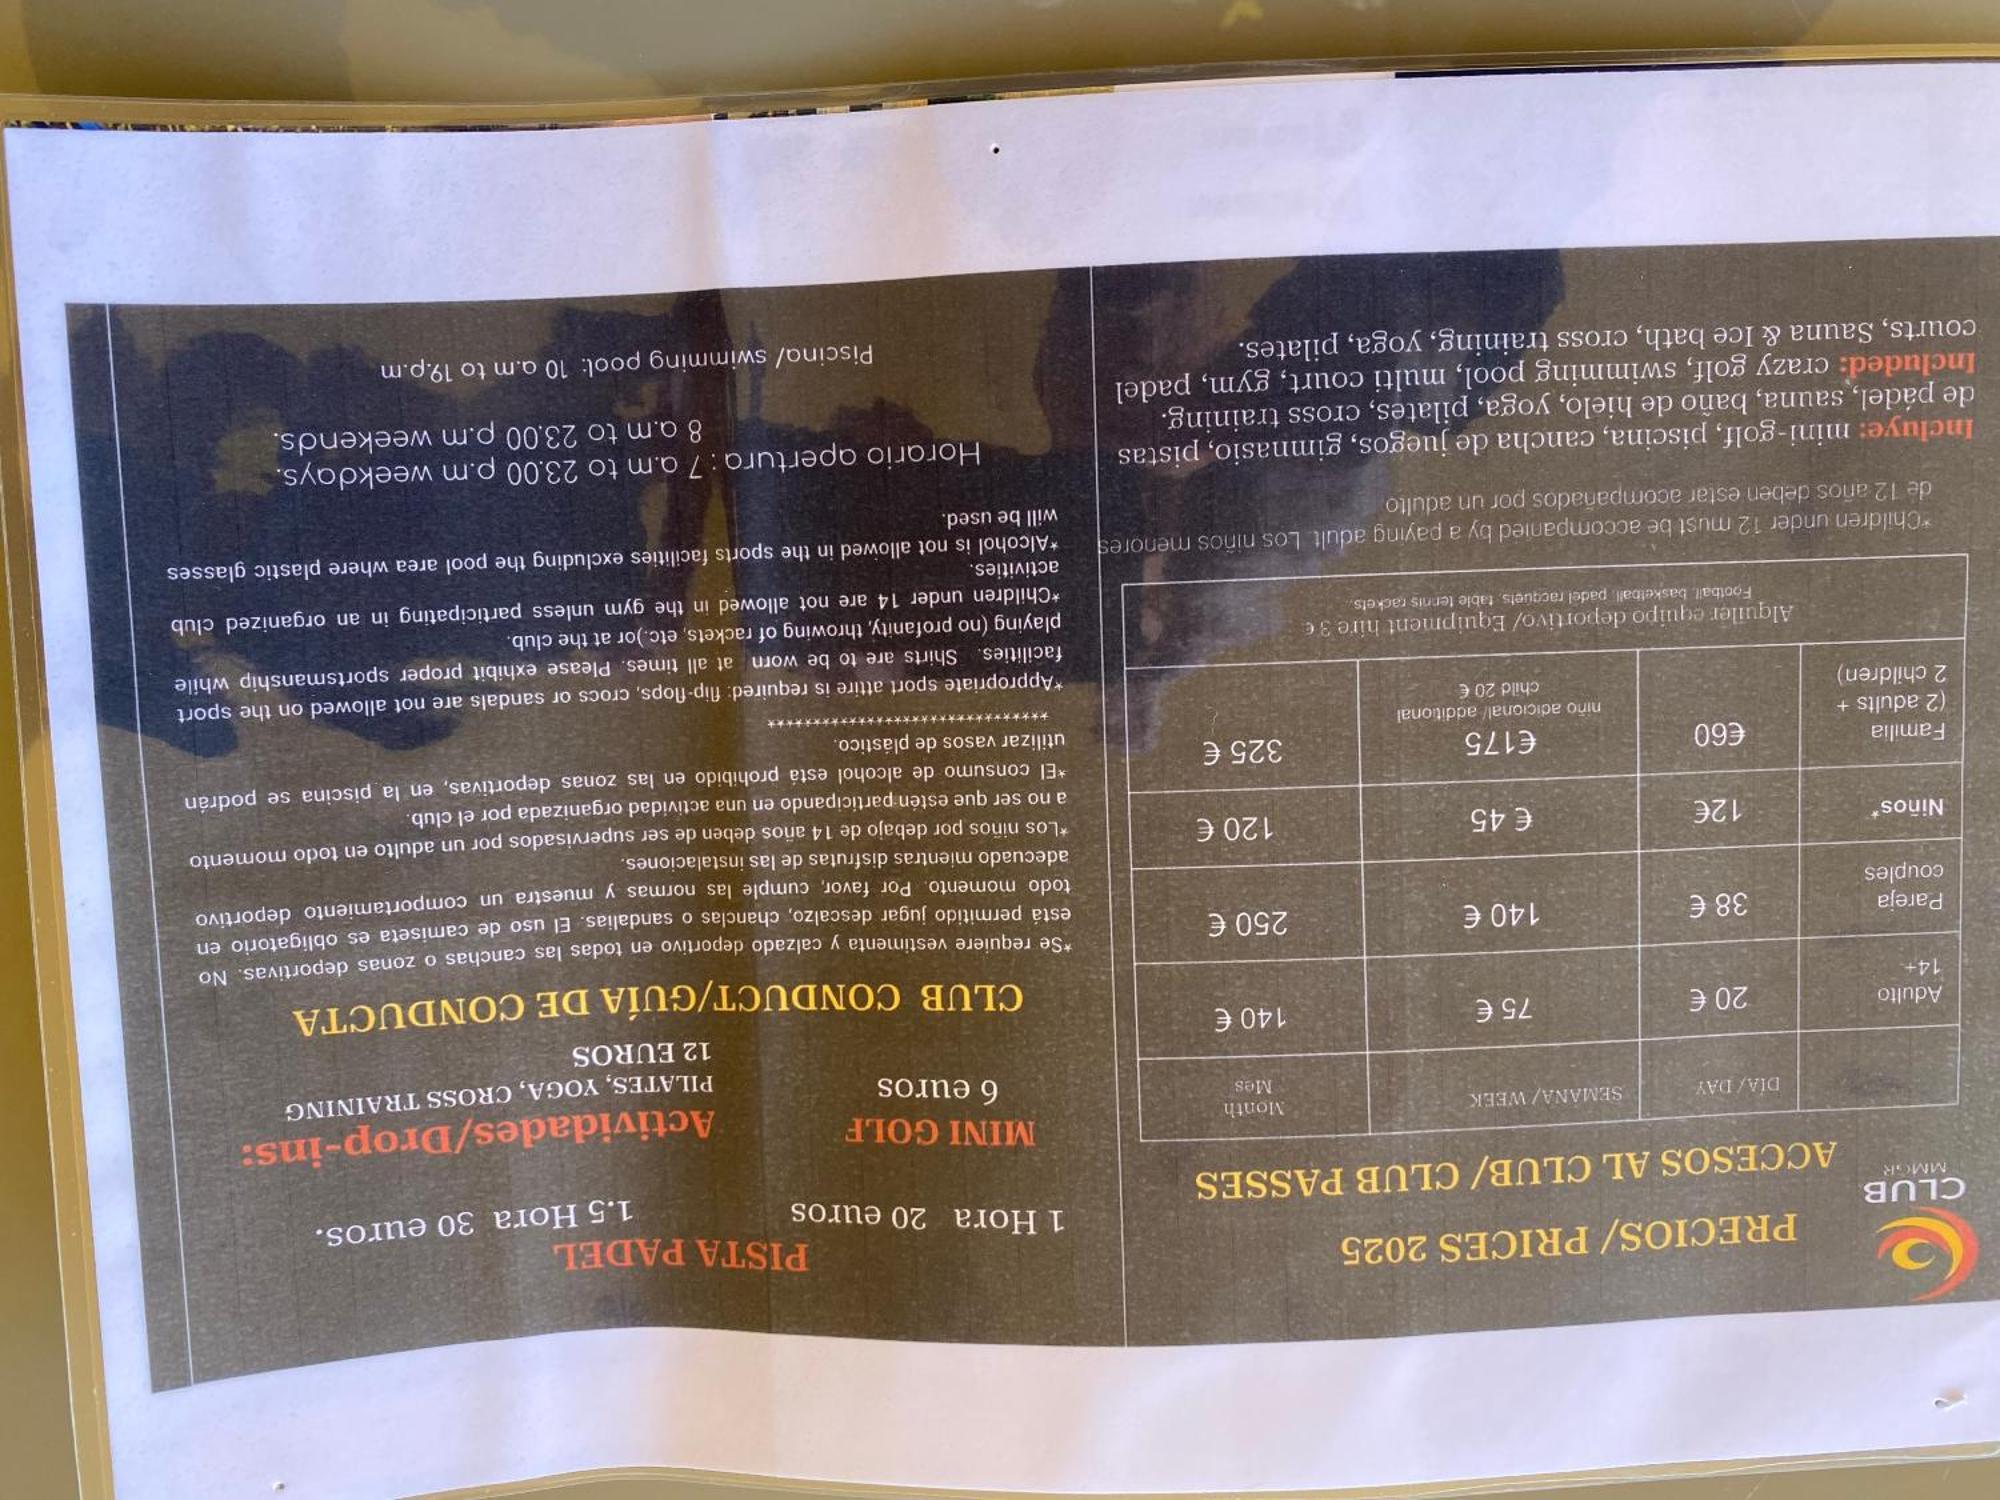 CLUB
MMGR
PRECIOS/ PRICES 2025
ACCESOS AL CLUB/ CLUB PASSES
DÍA/DAY SEMANA/WEEK Month
Mes
Adulto
14+ 20 € 75 € 140 €
Pareja
couples 38 € 140 € 250 €
Niños* 12€ € 45 120 €
Familia
(2 adults +
2 children) €60 €175 325 €
niño adicional/ additional
child 20 €
Alquiler equipo deportivo/ Equipment hire 3 €
Football, basketball, padel racquets, table tennis rackets.
*Children under 12 must be accompanied by a paying adult. Los niños menores
de 12 años deben estar acompañados por un adulto
Incluye: mini-golf, piscina, cancha de juegos, gimnasio, pistas
de pádel, sauna, baño de hielo, yoga, pilates, cross training.
Included: crazy golf, swimming pool, multi court, gym, padel
courts, Sauna & Ice bath, cross training, yoga, pilates.
PISTA PADEL
1 Hora 20 euros 1.5 Hora 30 euros.
MINI GOLF
6 euros
Actividades/Drop-ins:
PILATES, YOGA, CROSS TRAINING
12 EUROS
CLUB CONDUCT/GUÍA DE CONDUCTA
*Se requiere vestimenta y calzado deportivo en todas las canchas o zonas deportivas. No
está permitido jugar descalzo, chanclas o sandalias. El uso de camiseta es obligatorio en
todo momento. Por favor, cumple las normas y muestra un comportamiento deportivo
adecuado mientras disfrutas de las instalaciones.
*Los niños por debajo de 14 años deben de ser supervisados por un adulto en todo momento
a no ser que estén participando en una actividad organizada por el club.
*El consumo de alcohol está prohibido en las zonas deportivas, en la piscina se podrán
utilizar vasos de plástico.
********************************
*Appropriate sport attire is required: flip-flops, crocs or sandals are not allowed on the sport
facilities. Shirts are to be worn at all times. Please exhibit proper sportsmanship while
playing (no profanity, throwing of rackets, etc.)or at the club.
*Children under 14 are not allowed in the gym unless participating in an organized club
activities.
*Alcohol is not allowed in the sports facilities excluding the pool area where plastic glasses
will be used.
Horario apertura : 7 a.m to 23.00 p.m weekdays.
8 a.m to 23.00 p.m weekends.
Piscina/ swimming pool: 10 a.m to 19.p.m